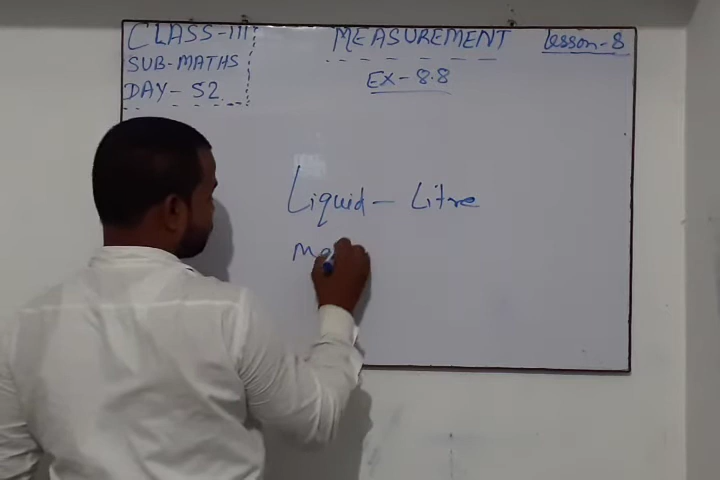 CLASS-III
SUB-MATHS
DAY-52
MEASUREMENT
EX-8.8
Lesson-8
Liquid - Litre